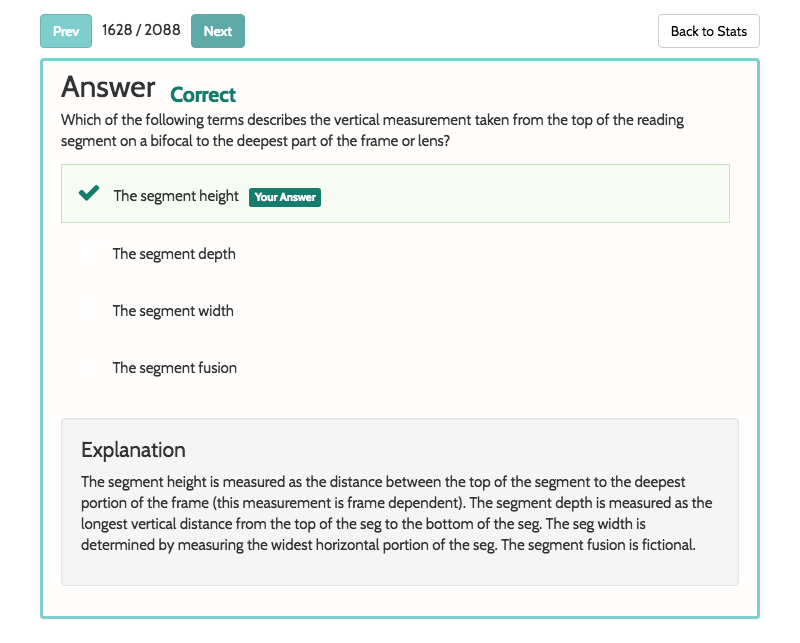 Prev 1628 / 2088 Next Back to Stats
Answer Correct
Which of the following terms describes the vertical measurement taken from the top of the reading
segment on a bifocal to the deepest part of the frame or lens?
The segment height Your Answer
The segment depth
The segment width
The segment fusion
Explanation
The segment height is measured as the distance between the top of the segment to the deepest
portion of the frame (this measurement is frame dependent). The segment depth is measured as the
longest vertical distance from the top of the seg to the bottom of the seg. The seg width is
determined by measuring the widest horizontal portion of the seg. The segment fusion is fictional.